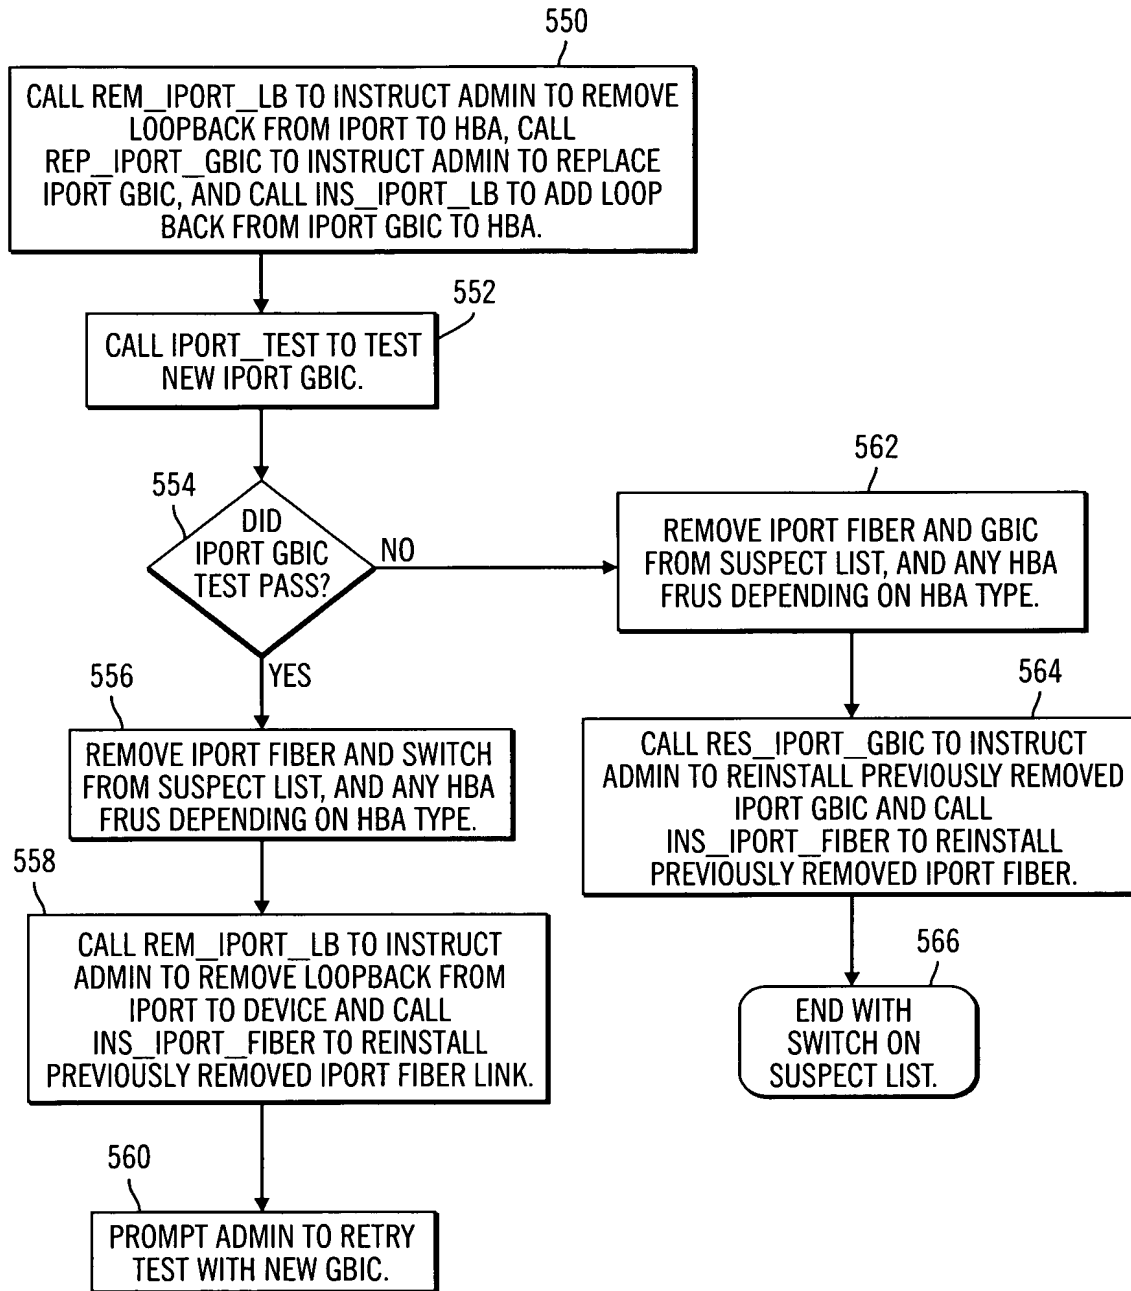 550
CALL REM_IPORT_LB TO INSTRUCT ADMIN TO REMOVE
LOOPBACK FROM IPORT TO HBA, CALL
REP_IPORT_GBIC TO INSTRUCT ADMIN TO REPLACE
IPORT GBIC, AND CALL INS_IPORT_LB TO ADD LOOP
BACK FROM IPORT GBIC TO HBA.
552
CALL IPORT_TEST TO TEST
NEW IPORT GBIC.
554
DID
IPORT GBIC
TEST PASS?
NO
YES
562
REMOVE IPORT FIBER AND GBIC
FROM SUSPECT LIST, AND ANY HBA
FRUS DEPENDING ON HBA TYPE.
556
REMOVE IPORT FIBER AND SWITCH
FROM SUSPECT LIST, AND ANY HBA
FRUS DEPENDING ON HBA TYPE.
564
CALL RES_IPORT_GBIC TO INSTRUCT
ADMIN TO REINSTALL PREVIOUSLY REMOVED
IPORT GBIC AND CALL
INS_IPORT_FIBER TO REINSTALL
PREVIOUSLY REMOVED IPORT FIBER.
558
CALL REM_IPORT_LB TO INSTRUCT
ADMIN TO REMOVE LOOPBACK FROM
IPORT TO DEVICE AND CALL
INS_IPORT_FIBER TO REINSTALL
PREVIOUSLY REMOVED IPORT FIBER LINK.
566
END WITH
SWITCH ON
SUSPECT LIST.
560
PROMPT ADMIN TO RETRY
TEST WITH NEW GBIC.